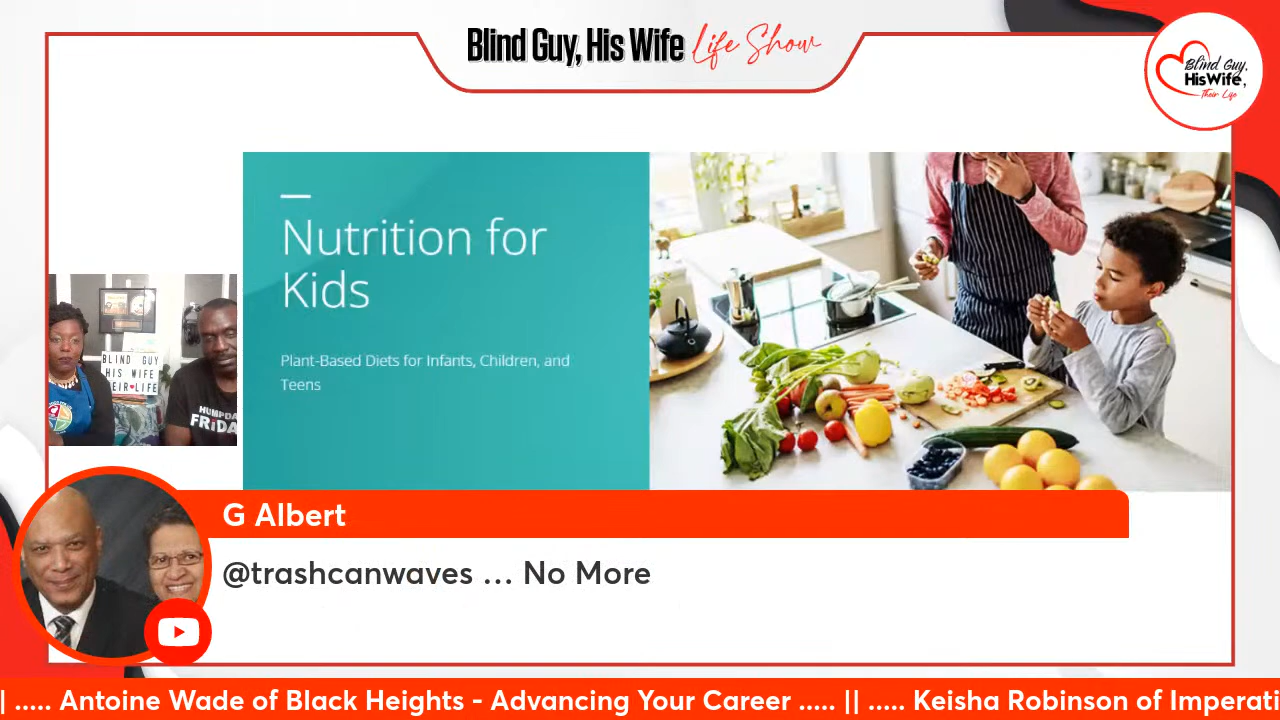 Blind Guy, His Wife Life Show
Blind Guy,
His Wife,
Their Life
Nutrition for
Kids
Plant-Based Diets for Infants, Children, and
Teens
BLIND GUY
HIS WIFE
EIR♥LIFE
HUMPDA
FRiDA
G Albert
@trashcanwaves … No More
| ..... Antoine Wade of Black Heights - Advancing Your Career ..... || ..... Keisha Robinson of Imperati